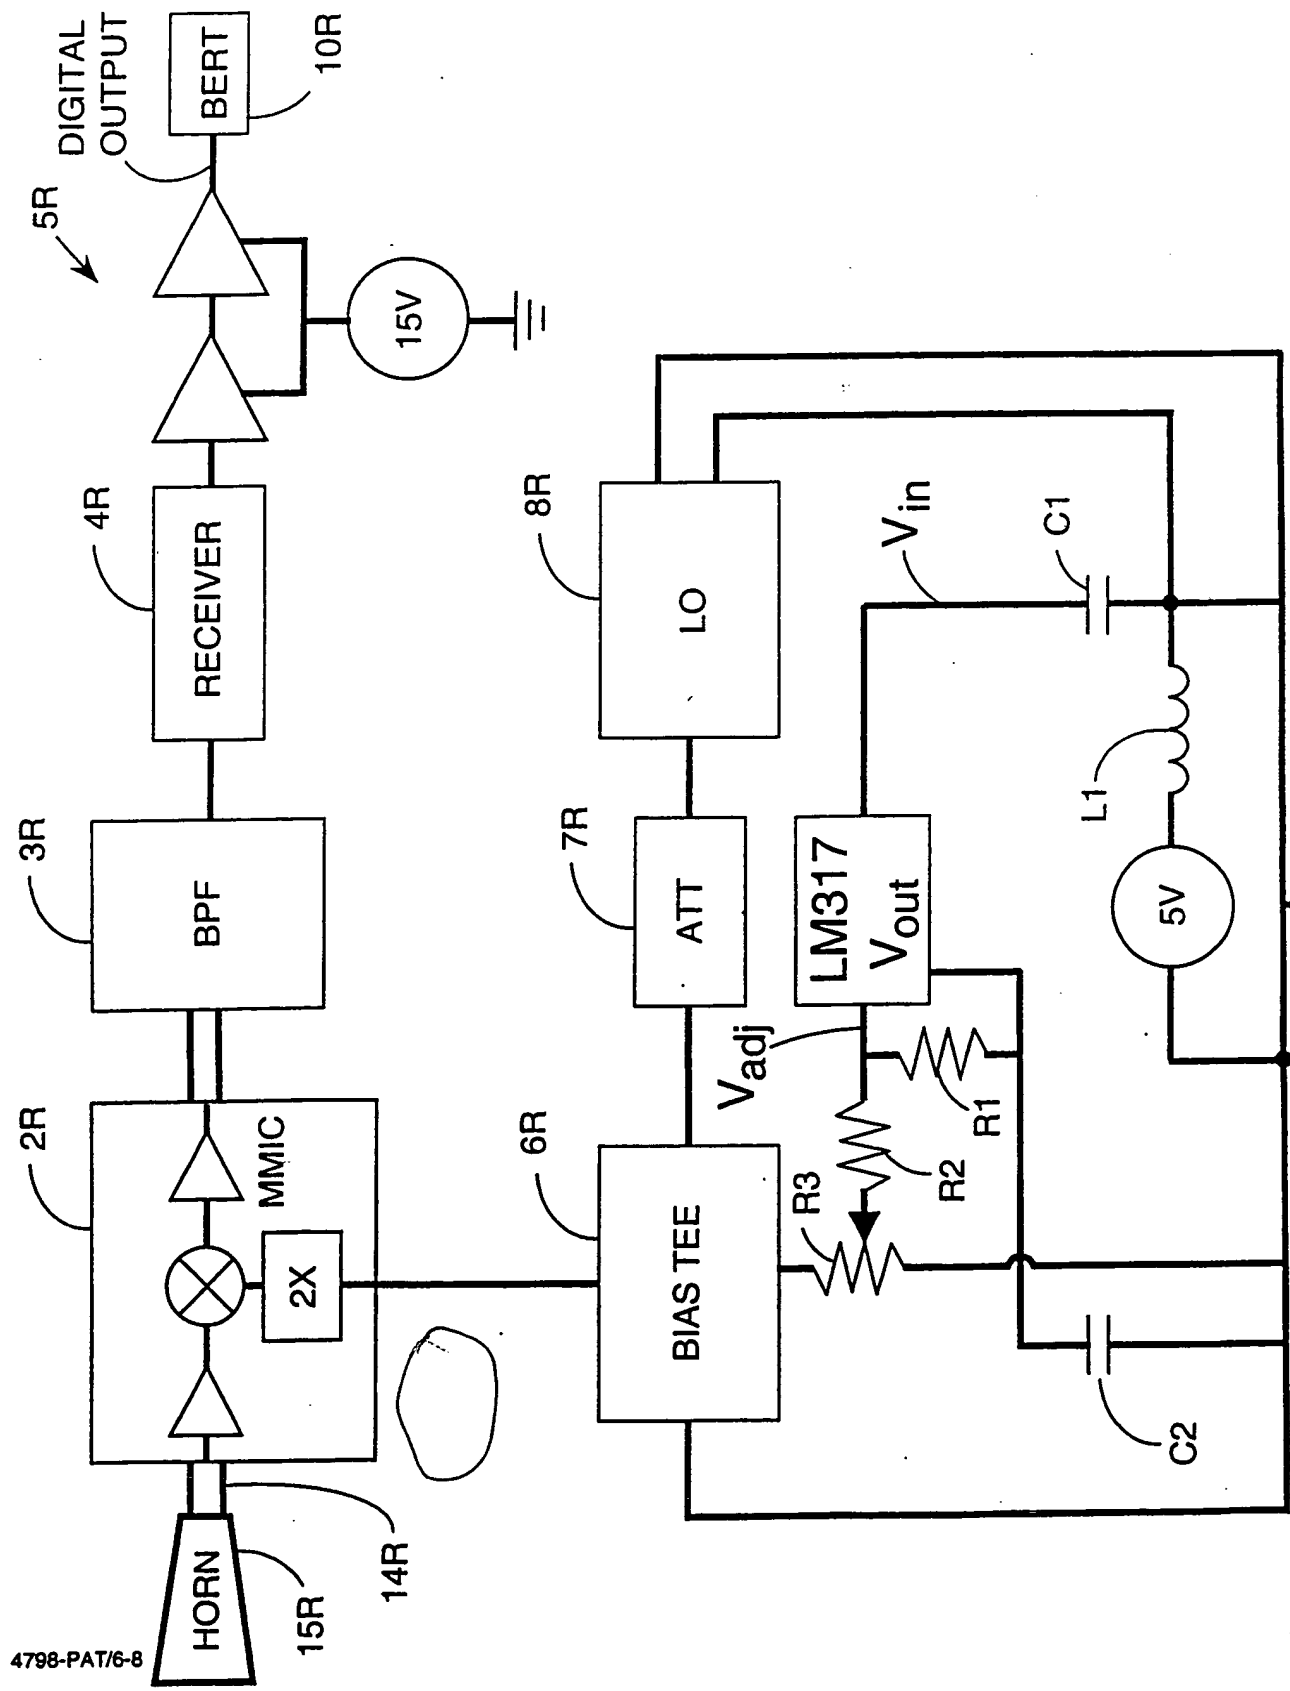 4798-PAT/6-8
HORN
15R
14R
2R
MMIC
2X
3R
BPF
4R
RECEIVER
5R
DIGITAL
OUTPUT
BERT
10R
15V
6R
BIAS TEE
7R
ATT
8R
LO
Vadj
LM317
Vout
Vin
R3
R2
R1
C1
L1
5V
C2